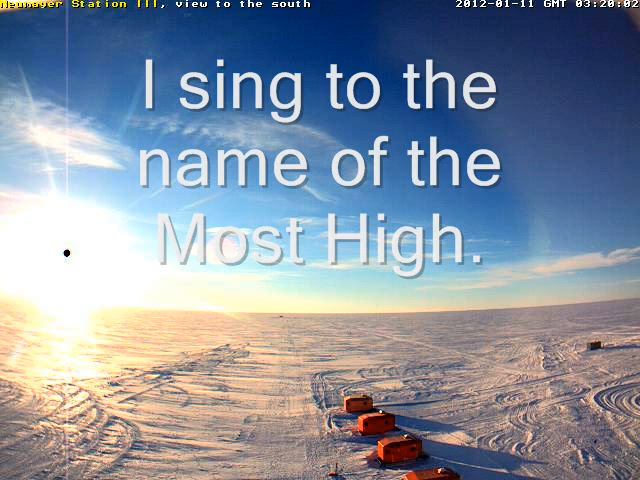 Neumayer Station III, view to the south 2012-01-11 GMT 03:20:02
I sing to the
name of the
Most High.